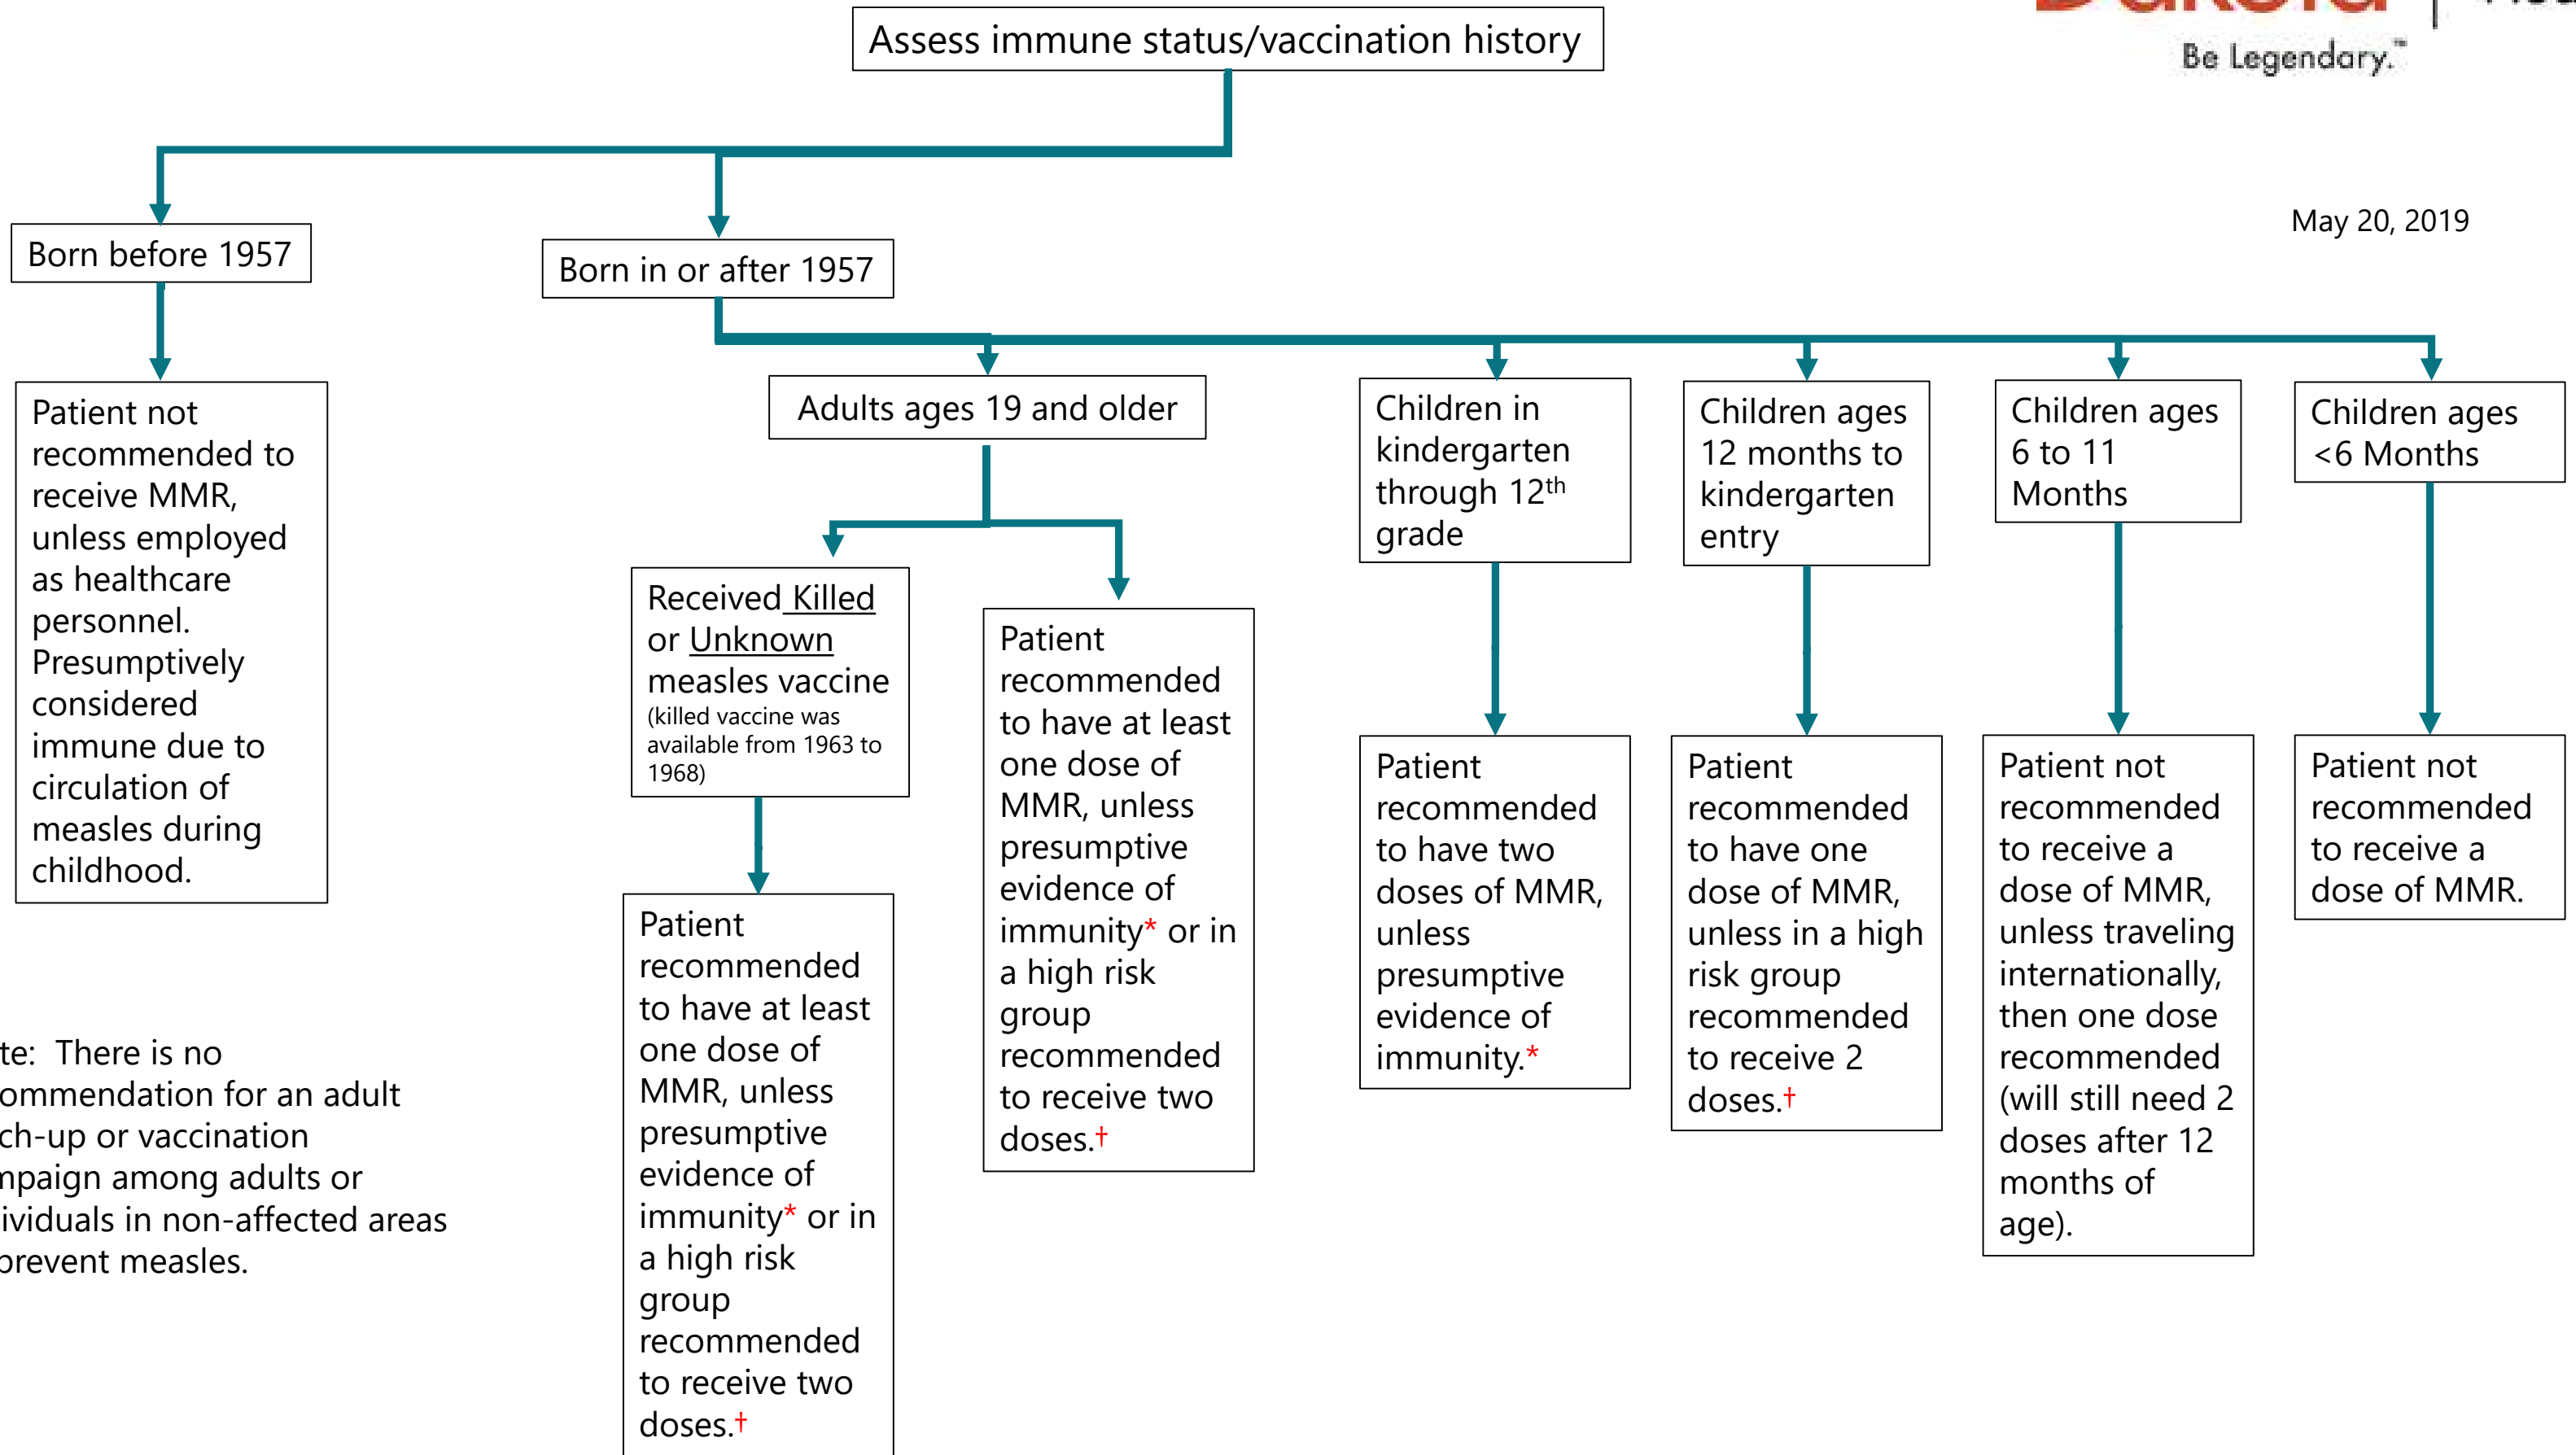 Dakota
Be Legendary.™
Assess immune status/vaccination history
May 20, 2019
Born before 1957
Born in or after 1957
Patient not
recommended to
receive MMR,
unless employed
as healthcare
personnel.
Presumptively
considered
immune due to
circulation of
measles during
childhood.
Adults ages 19 and older
Received Killed
or Unknown
measles vaccine
(killed vaccine was
available from 1963 to
1968)
Patient
recommended
to have at least
one dose of
MMR, unless
presumptive
evidence of
immunity* or in
a high risk
group
recommended
to receive two
doses.†
Patient
recommended
to have at least
one dose of
MMR, unless
presumptive
evidence of
immunity* or in
a high risk
group
recommended
to receive two
doses.†
Children in
kindergarten
through 12th
grade
Patient
recommended
to have two
doses of MMR,
unless
presumptive
evidence of
immunity.*
Children ages
12 months to
kindergarten
entry
Patient
recommended
to have one
dose of MMR,
unless in a high
risk group
recommended
to receive 2
doses.†
Children ages
6 to 11
Months
Patient not
recommended
to receive a
dose of MMR,
unless traveling
internationally,
then one dose
recommended
(will still need 2
doses after 12
months of
age).
Children ages
<6 Months
Patient not
recommended
to receive a
dose of MMR.
te: There is no
ommendation for an adult
ch-up or vaccination
mpaign among adults or
ividuals in non-affected areas
prevent measles.